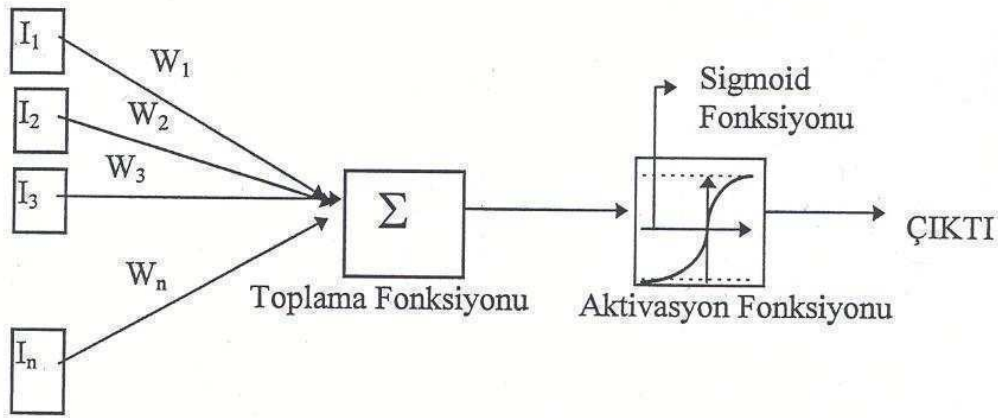 I1
W1
I2
W2
I3
W3
Wn
In
Σ
Toplama Fonksiyonu
Sigmoid
Fonksiyonu
Aktivasyon Fonksiyonu
ÇIKTI